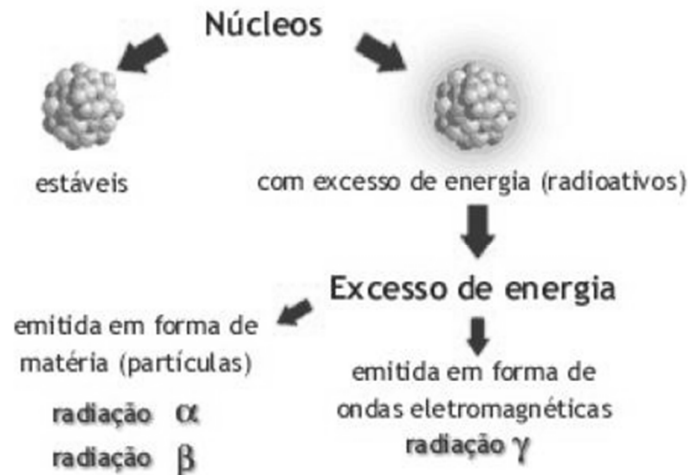 Núcleos
estáveis
com excesso de energia (radioativos)
Excesso de energia
emitida em forma de
matéria (partículas)
radiação α
radiação β
emitida em forma de
ondas eletromagnéticas
radiação γ